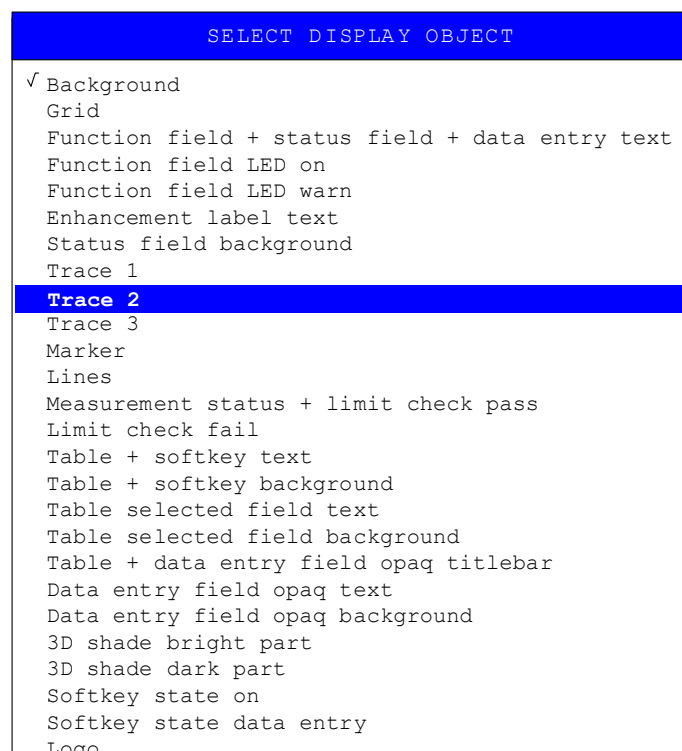 SELECT DISPLAY OBJECT
√ Background
Grid
Function field + status field + data entry text
Function field LED on
Function field LED warn
Enhancement label text
Status field background
Trace 1
Trace 2
Trace 3
Marker
Lines
Measurement status + limit check pass
Limit check fail
Table + softkey text
Table + softkey background
Table selected field text
Table selected field background
Table + data entry field opaq titlebar
Data entry field opaq text
Data entry field opaq background
3D shade bright part
3D shade dark part
Softkey state on
Softkey state data entry
Logo